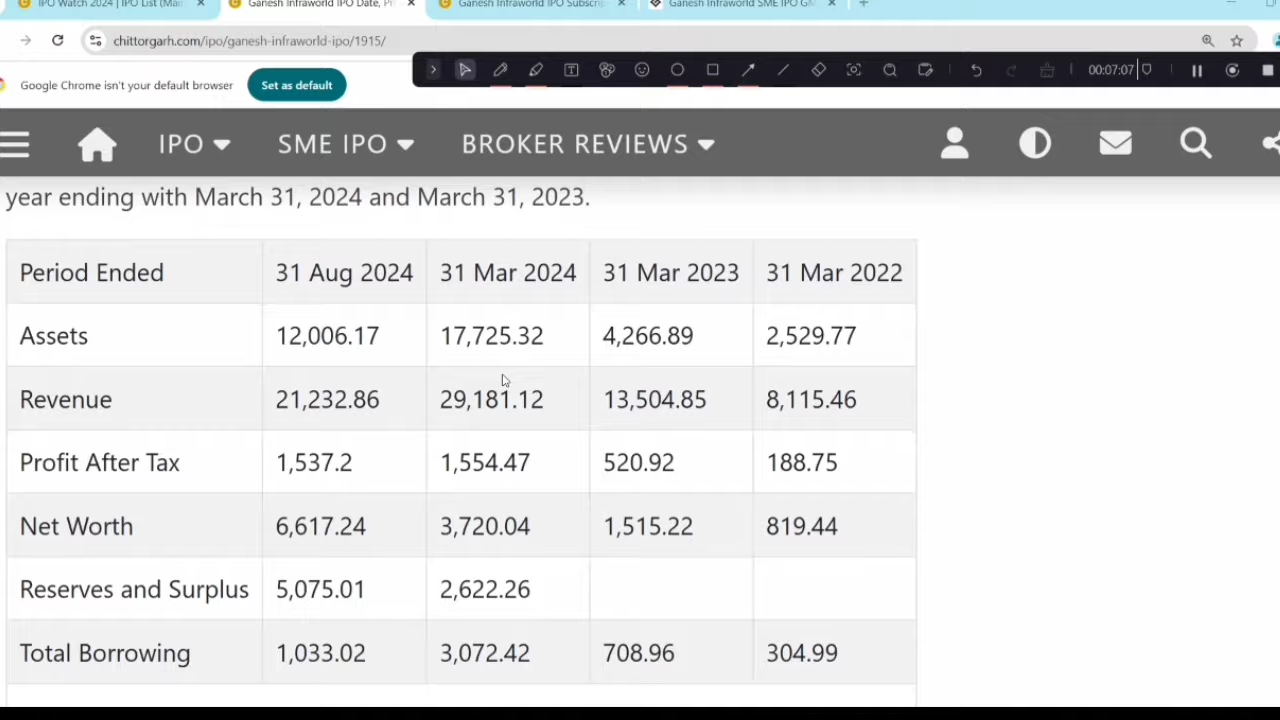 IPO Watch 2024 | IPO List (Mai
Ganesh Infraworld IPO Date, Pr
Ganesh Infraworld IPO Subscrip
Ganesh Infraworld SME IPO GM
chittorgarh.com/ipo/ganesh-infraworld-ipo/1915/
Google Chrome isn't your default browser
Set as default
00:07:07
IPO SME IPO BROKER REVIEWS
year ending with March 31, 2024 and March 31, 2023.
Period Ended 31 Aug 2024 31 Mar 2024 31 Mar 2023 31 Mar 2022
Assets 12,006.17 17,725.32 4,266.89 2,529.77
Revenue 21,232.86 29,181.12 13,504.85 8,115.46
Profit After Tax 1,537.2 1,554.47 520.92 188.75
Net Worth 6,617.24 3,720.04 1,515.22 819.44
Reserves and Surplus 5,075.01 2,622.26
Total Borrowing 1,033.02 3,072.42 708.96 304.99